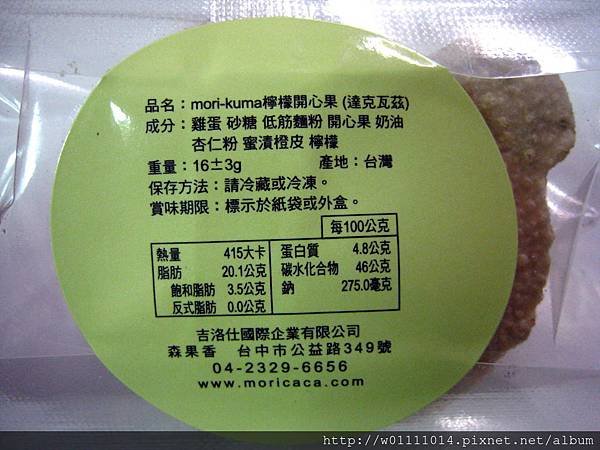 品名：mori-kuma檸檬開心果 (達克瓦茲)
成分：雞蛋 砂糖 低筋麵粉 開心果 奶油
杏仁粉 蜜漬橙皮 檸檬
重量：16±3g 產地：台灣
保存方法：請冷藏或冷凍。
賞味期限：標示於紙袋或外盒。
每100公克
熱量 415大卡 蛋白質 4.8公克
脂肪 20.1公克 碳水化合物 46公克
飽和脂肪 3.5公克 鈉 275.0毫克
反式脂肪 0.0公克
吉洛仕國際企業有限公司
森果香 台中市公益路349號
04-2329-6656
www.moricaca.com
http://w01111014.pixnet.net/album